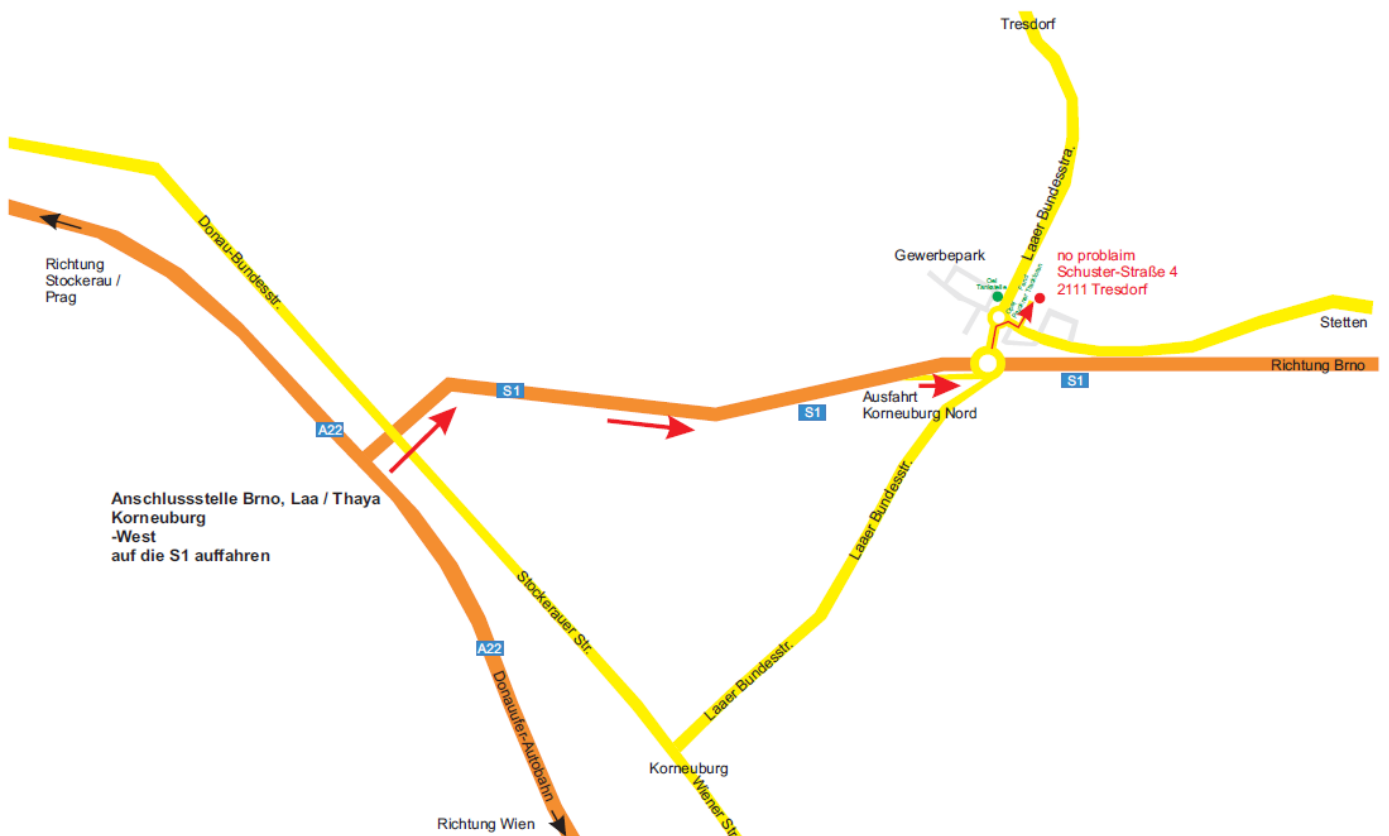 Tresdorf
Laaer Bundesstra.
Donau-Bundesstr.
Gewerbepark
no problaim
Schuster-Straße 4
2111 Tresdorf
Richtung
Stockerau /
Prag
Stetten
Richtung Brno
S1
S1
S1
Ausfahrt
Korneuburg Nord
A22
Anschlussstelle Brno, Laa / Thaya
Korneuburg
-West
auf die S1 auffahren
Laaer Bundesstr.
Stockerauer Str.
A22
Laaer Bundesstr.
Donauufer-Autobahn
Korneuburg
Wiener Str
Richtung Wien